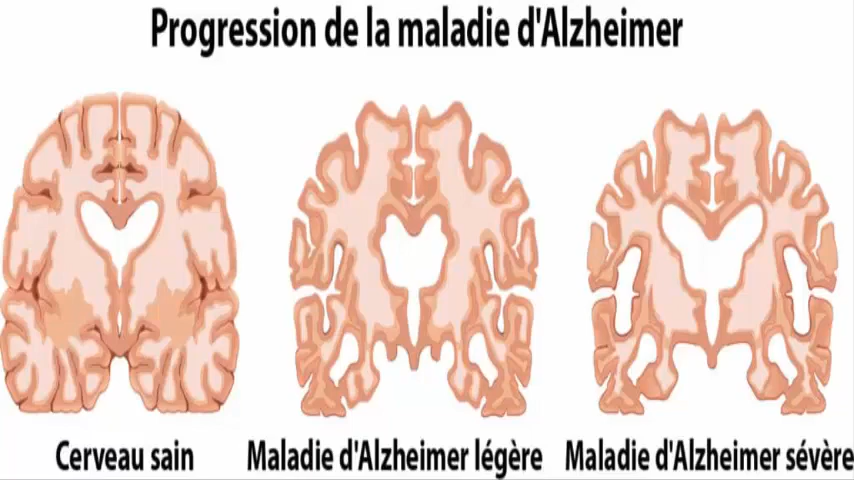 Progression de la maladie d'Alzheimer
Cerveau sain
Maladie d'Alzheimer légère
Maladie d'Alzheimer sévère